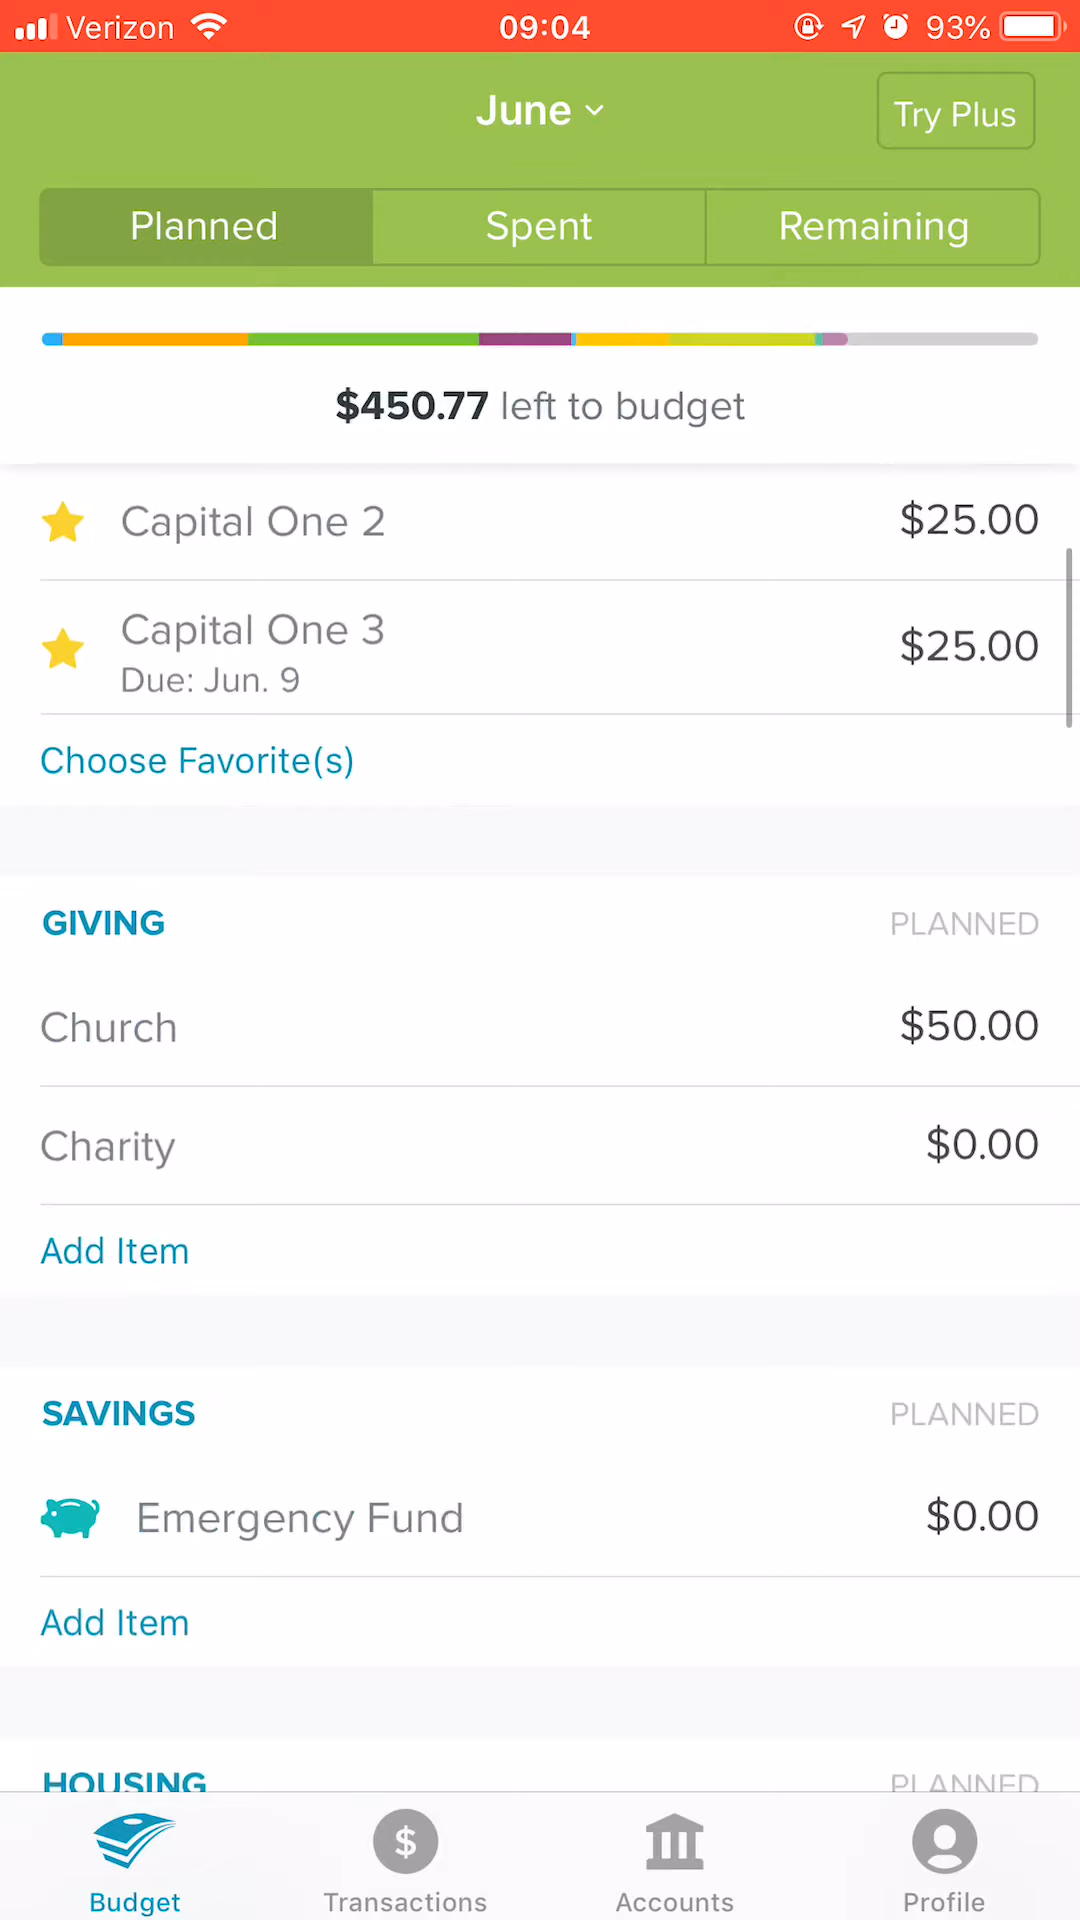 Verizon 09:04 93%
June
Try Plus
Planned Spent Remaining
$450.77 left to budget
Capital One 2 $25.00
Capital One 3 $25.00
Due: Jun. 9
Choose Favorite(s)
GIVING PLANNED
Church $50.00
Charity $0.00
Add Item
SAVINGS PLANNED
Emergency Fund $0.00
Add Item
HOUSING PLANNED
$
Budget Transactions Accounts Profile